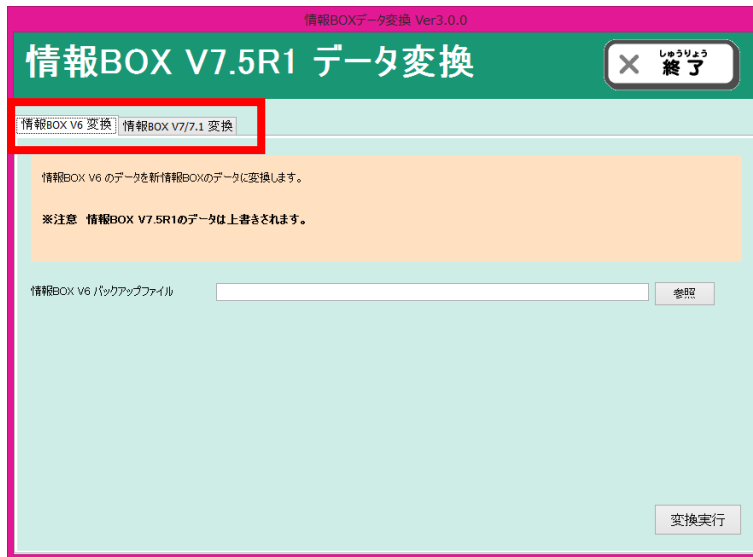 情報BOXデータ変換 Ver3.0.0
情報BOX V7.5R1 データ変換
しゅうりょう
× 終了
情報BOX V6 変換 情報BOX V7/7.1 変換
情報BOX V6 のデータを新情報BOXのデータに変換します。
※注意 情報BOX V7.5R1のデータは上書きされます。
情報BOX V6 バックアップファイル 参照
変換実行